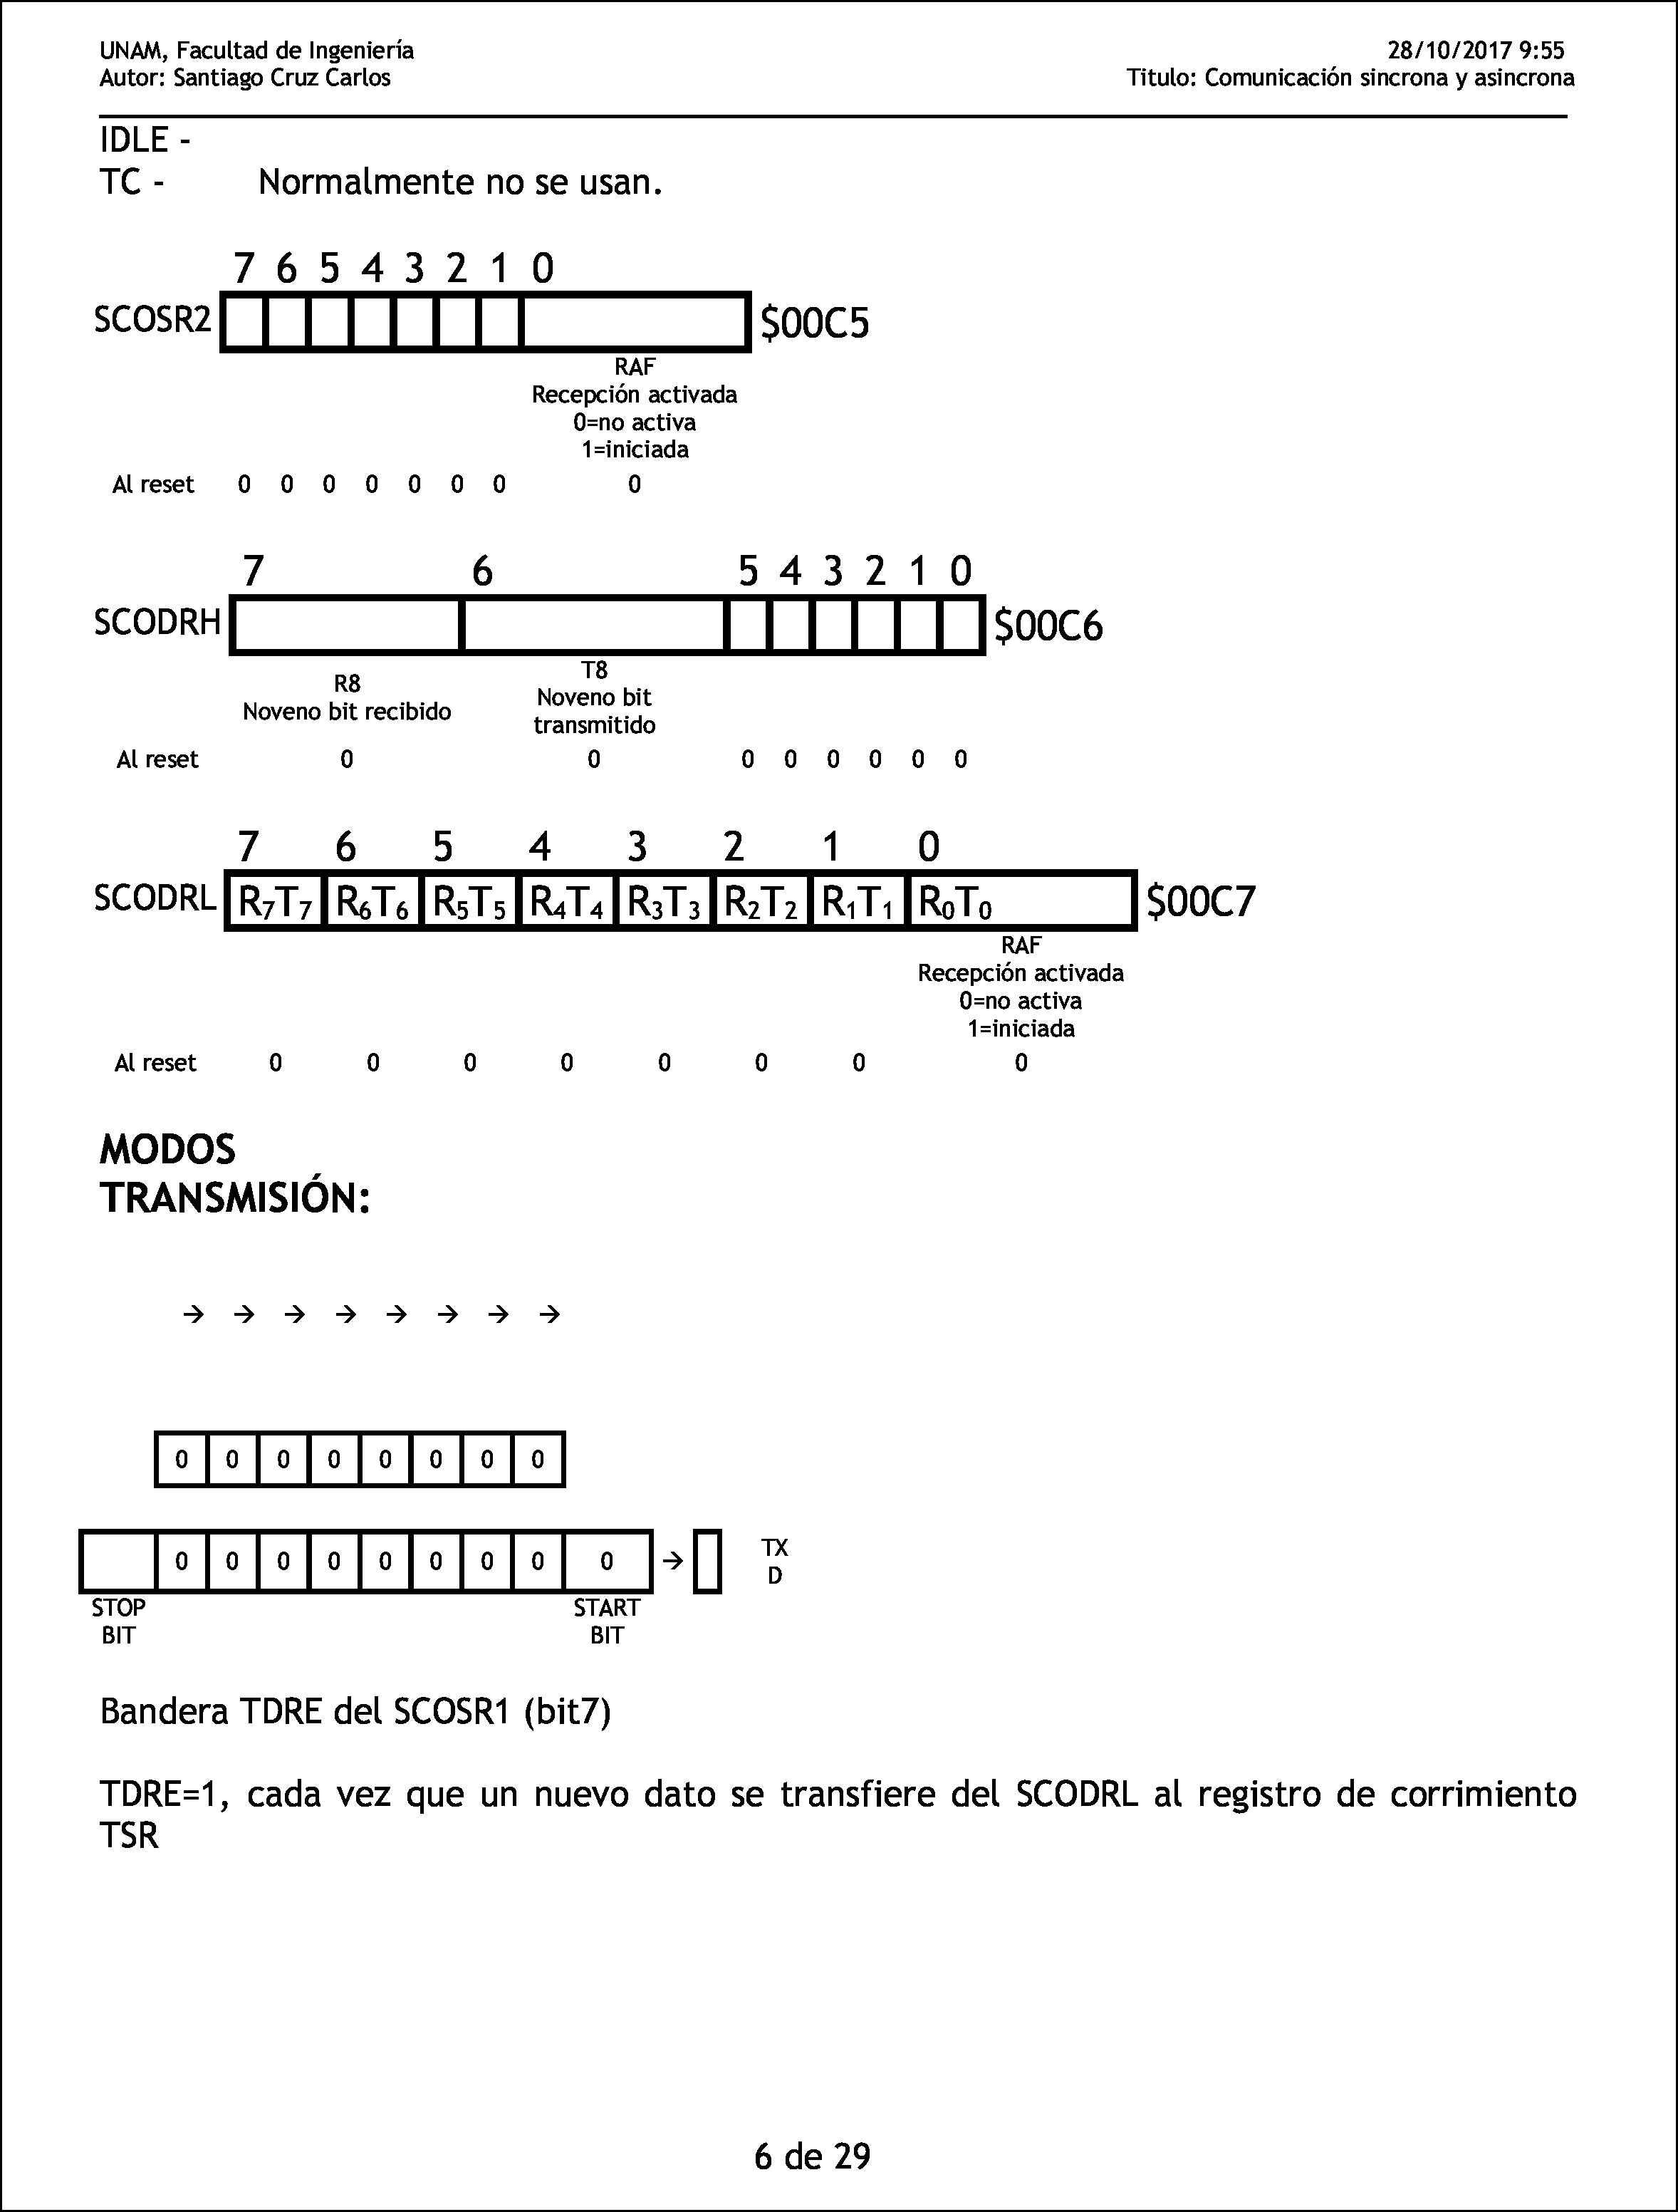 UNAM, Facultad de Ingeniería 28/10/2017 9:55
Autor: Santiago Cruz Carlos Titulo: Comunicación sincrona y asincrona
IDLE -
TC - Normalmente no se usan.
7 6 5 4 3 2 1 0
SCOSR2 $00C5
RAF
Recepción activada
0=no activa
1=iniciada
Al reset 0 0 0 0 0 0 0 0
7 6 5 4 3 2 1 0
SCODRH $00C6
R8
Noveno bit recibido
T8
Noveno bit
transmitido
Al reset 0 0 0 0 0 0 0 0
7 6 5 4 3 2 1 0
SCODRL R₇T₇ R₆T₆ R₅T₅ R₄T₄ R₃T₃ R₂T₂ R₁T₁ R₀T₀ $00C7
RAF
Recepción activada
0=no activa
1=iniciada
Al reset 0 0 0 0 0 0 0 0
MODOS
TRANSMISIÓN:
→ → → → → → → →
0 0 0 0 0 0 0 0
0 0 0 0 0 0 0 0 0 →
TX
D
STOP
BIT
START
BIT
Bandera TDRE del SCOSR1 (bit7)
TDRE=1, cada vez que un nuevo dato se transfiere del SCODRL al registro de corrimiento
TSR
6 de 29